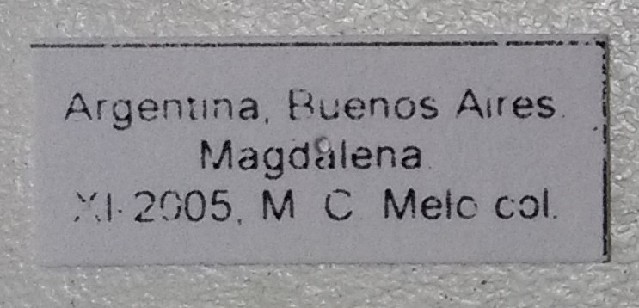 Argentina, Buenos Aires.
Magdalena.
XI-2005, M. C. Melo col.